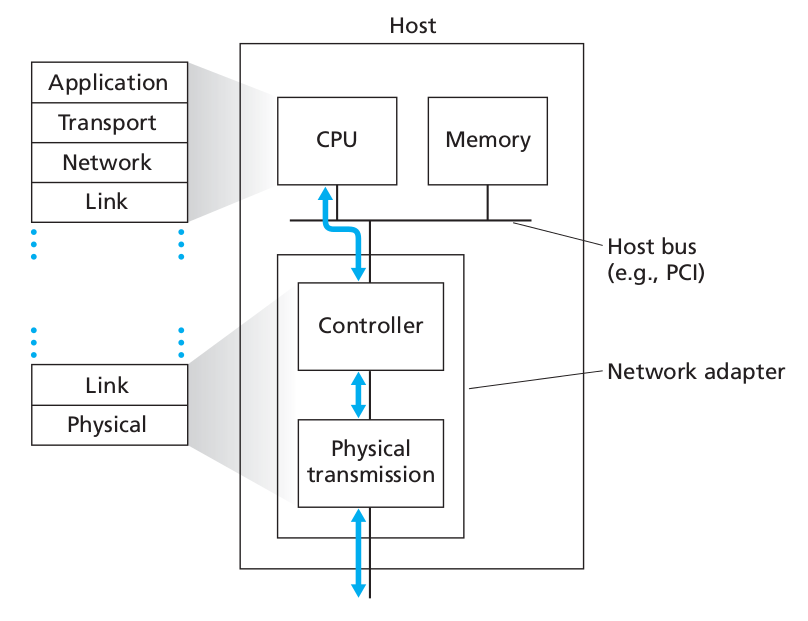 Host
Application
Transport
Network
Link
CPU
Memory
Host bus
(e.g., PCI)
Controller
Network adapter
Link
Physical
Physical
transmission